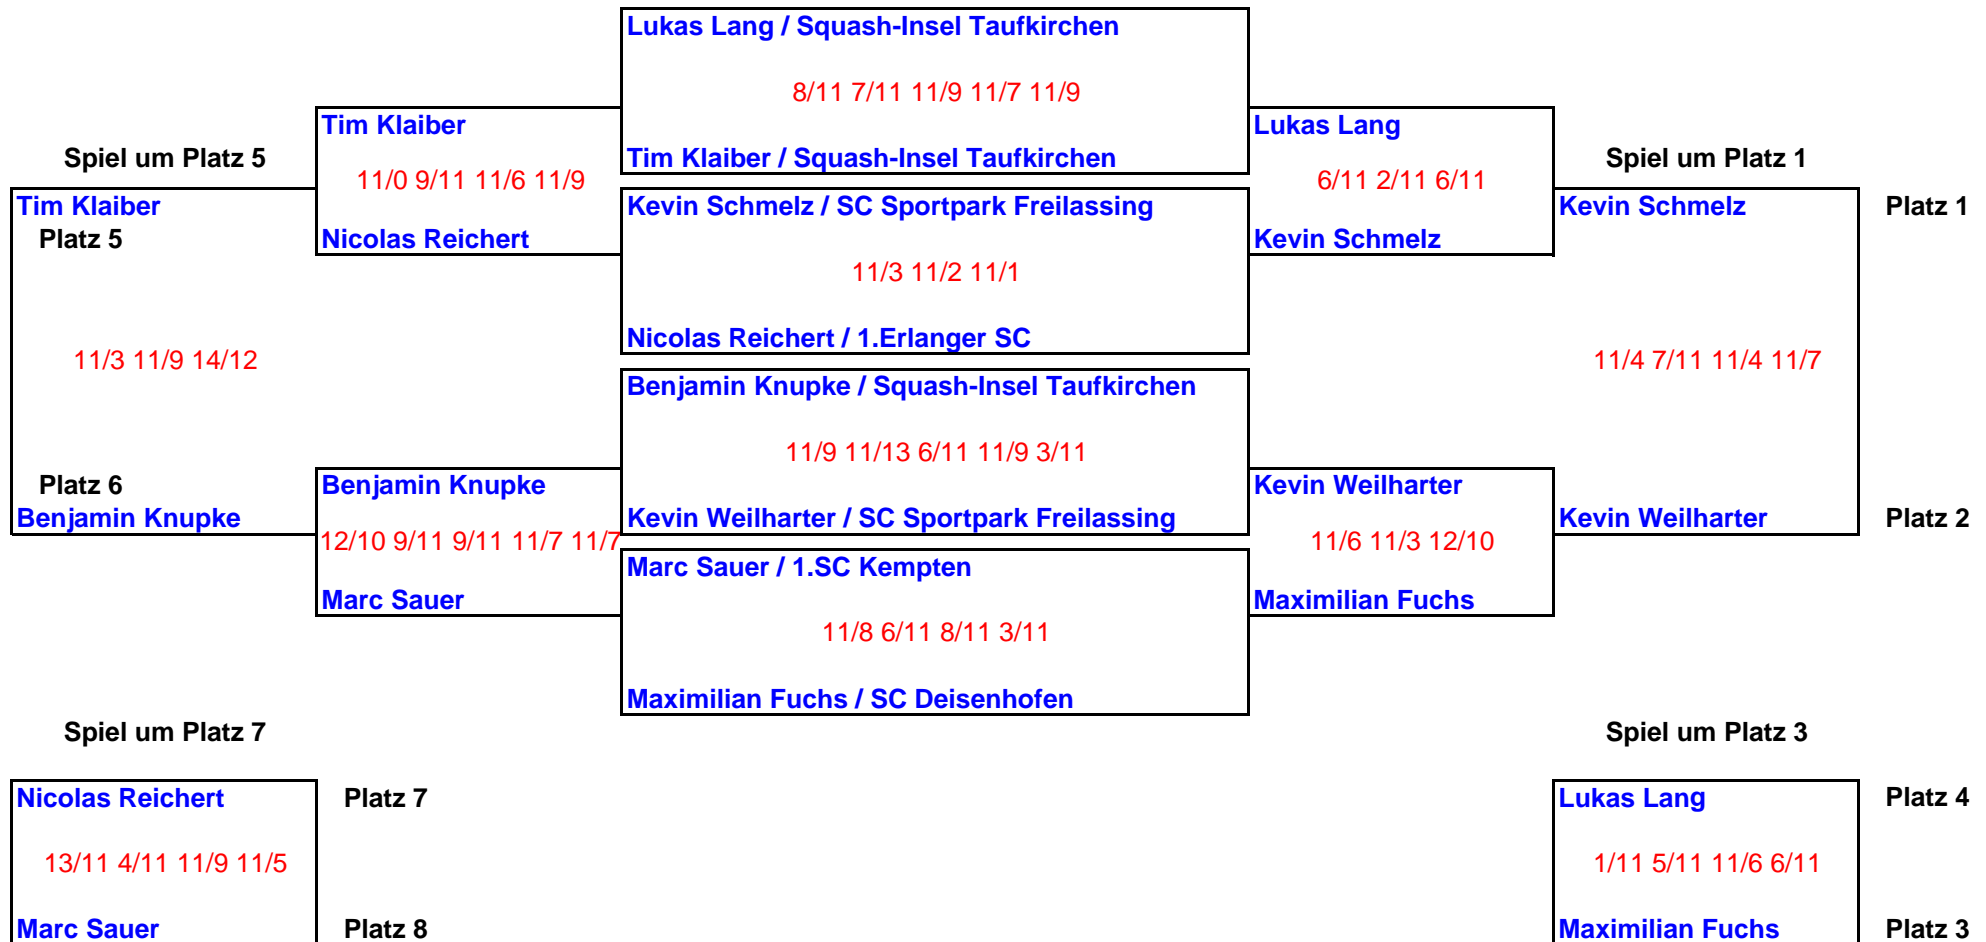 Lukas Lang / Squash-Insel Taufkirchen
8/11 7/11 11/9 11/7 11/9
Tim Klaiber
Lukas Lang
Spiel um Platz 5
Tim Klaiber / Squash-Insel Taufkirchen
Spiel um Platz 1
11/0 9/11 11/6 11/9
6/11 2/11 6/11
Tim Klaiber
Kevin Schmelz / SC Sportpark Freilassing
Kevin Schmelz
Platz 1
Platz 5
Nicolas Reichert
Kevin Schmelz
11/3 11/2 11/1
Nicolas Reichert / 1.Erlanger SC
11/3 11/9 14/12
11/4 7/11 11/4 11/7
Benjamin Knupke / Squash-Insel Taufkirchen
11/9 11/13 6/11 11/9 3/11
Platz 6
Benjamin Knupke
Kevin Weilharter
Benjamin Knupke
Kevin Weilharter / SC Sportpark Freilassing
Kevin Weilharter
Platz 2
12/10 9/11 9/11 11/7 11/7
11/6 11/3 12/10
Marc Sauer / 1.SC Kempten
Marc Sauer
Maximilian Fuchs
11/8 6/11 8/11 3/11
Maximilian Fuchs / SC Deisenhofen
Spiel um Platz 7
Spiel um Platz 3
Nicolas Reichert
Platz 7
Lukas Lang
Platz 4
13/11 4/11 11/9 11/5
1/11 5/11 11/6 6/11
Marc Sauer
Platz 8
Maximilian Fuchs
Platz 3